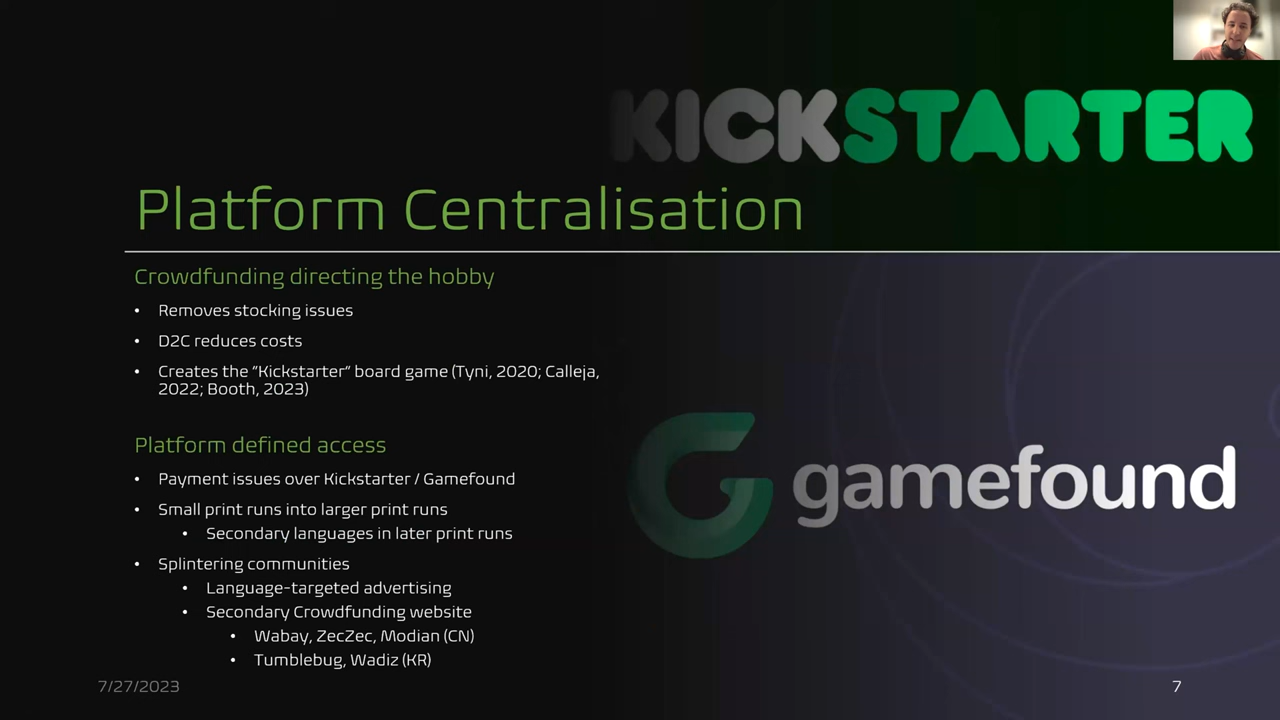 KICKSTARTER
Platform Centralisation
Crowdfunding directing the hobby
• Removes stocking issues
• D2C reduces costs
• Creates the “Kickstarter” board game (Tyni, 2020; Calleja,
2022; Booth, 2023)
Platform defined access
• Payment issues over Kickstarter / Gamefound
• Small print runs into larger print runs
• Secondary languages in later print runs
• Splintering communities
• Language-targeted advertising
• Secondary Crowdfunding website
• Wabay, ZecZec, Modian (CN)
• Tumblebug, Wadiz (KR)
gamefound
7/27/2023
7